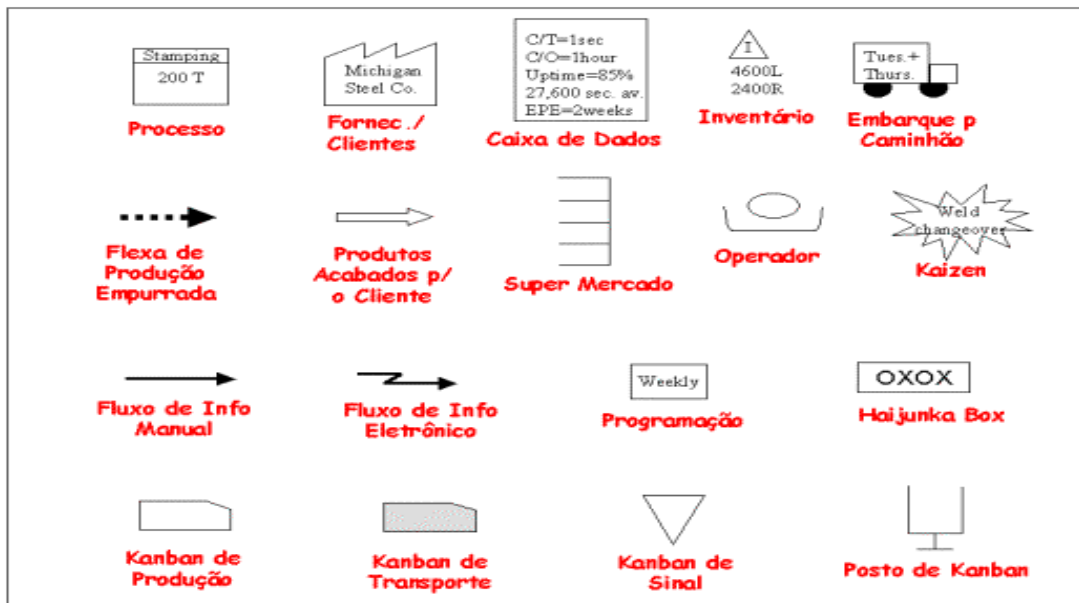 Stamping
200 T
Processo
Michigan
Steel Co.
Fornec./
Clientes
C/T=1sec
C/O=1hour
Uptime=85%
27,600 sec. av.
EPE=2weeks
Caixa de Dados
I
4600L
2400R
Inventário
Tues.+
Thurs.
Embarque p
Caminhão
Flexa de
Produção
Empurrada
Produtos
Acabados p/
o Cliente
Super Mercado
Operador
Weld
changeover
Kaizen
Fluxo de Info
Manual
Fluxo de Info
Eletrônico
Weekly
Programação
OXOX
Haijunka Box
Kanban de
Produção
Kanban de
Transporte
Kanban de
Sinal
Posto de Kanban